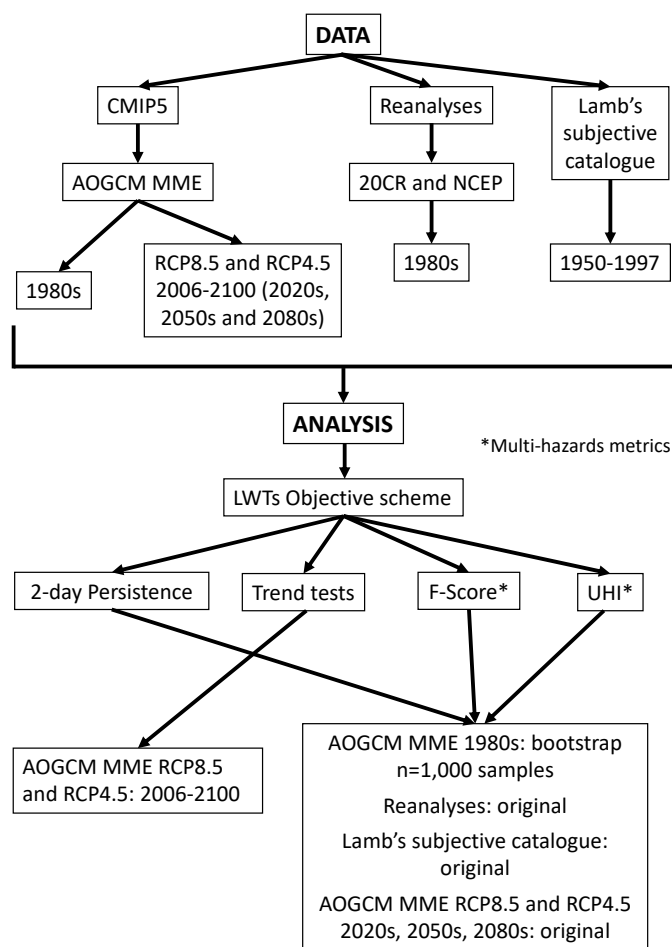 DATA
CMIP5
Reanalyses
Lamb's
subjective
catalogue
AOGCM MME
20CR and NCEP
1980s
RCP8.5 and RCP4.5
2006-2100 (2020s,
2050s and 2080s)
1980s
1950-1997
ANALYSIS
*Multi-hazards metrics
LWTs Objective scheme
2-day Persistence
Trend tests
F-Score*
UHI*
AOGCM MME RCP8.5
and RCP4.5: 2006-2100
AOGCM MME 1980s: bootstrap
n=1,000 samples
Reanalyses: original
Lamb's subjective catalogue:
original
AOGCM MME RCP8.5 and RCP4.5
2020s, 2050s, 2080s: original